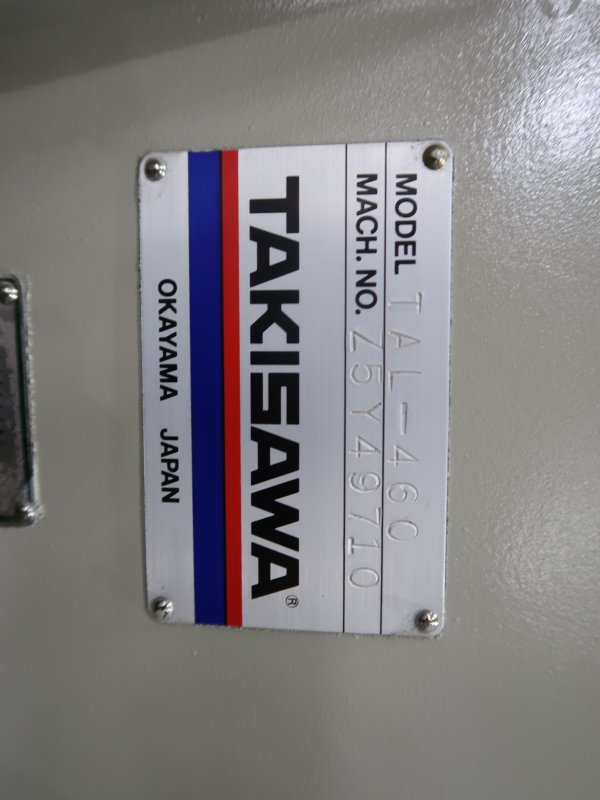 MODEL TAL-460
MACH. NO. Z5Y49710
TAKISAWA®
OKAYAMA JAPAN